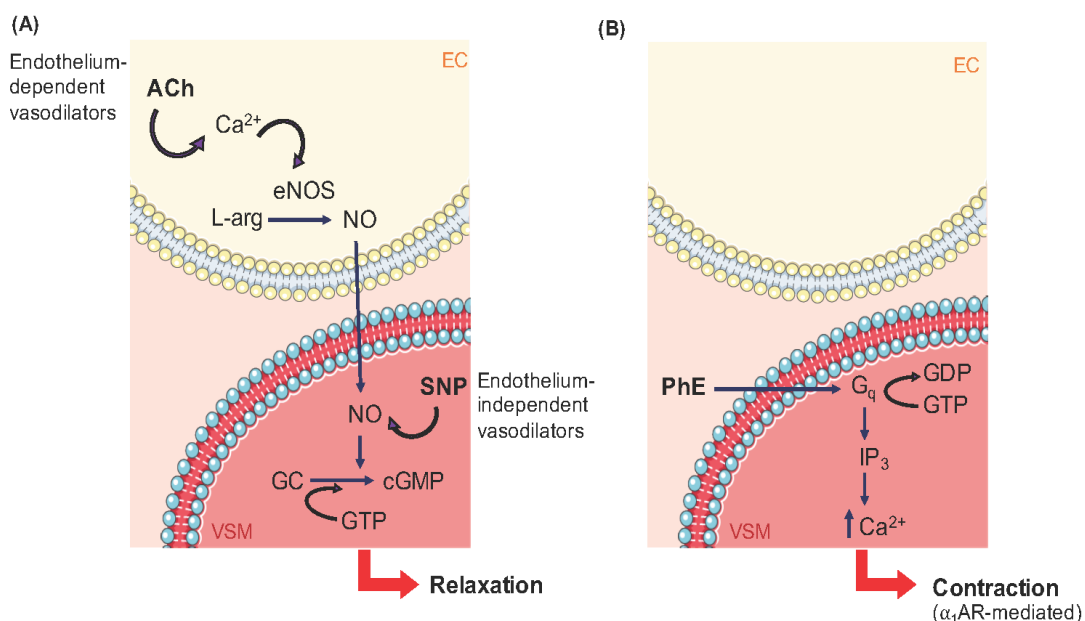 (A)
Endothelium-
dependent
vasodilators
EC
ACh
Ca²⁺
eNOS
L-arg
NO
NO
SNP
Endothelium-
independent
vasodilators
GC
cGMP
GTP
VSM
Relaxation
(B)
EC
PhE
Gq
GDP
GTP
IP₃
Ca²⁺
VSM
Contraction
(α₁AR-mediated)